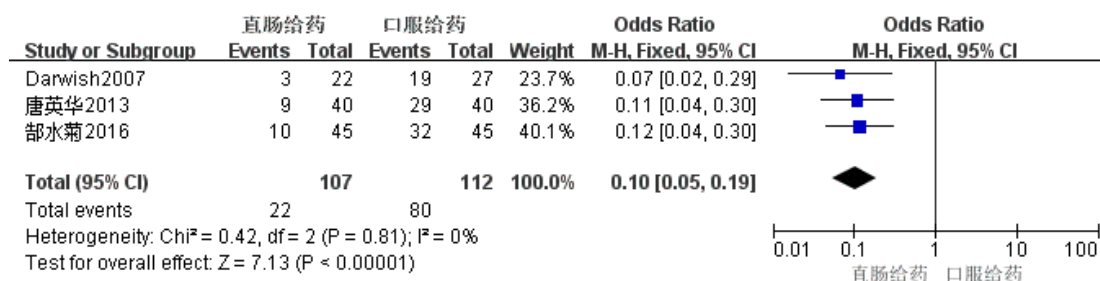 直肠给药 口服给药 Odds Ratio Odds Ratio
Study or Subgroup Events Total Events Total Weight M-H, Fixed, 95% CI M-H, Fixed, 95% CI
Darwish2007 3 22 19 27 23.7% 0.07 [0.02, 0.29]
唐英华2013 9 40 29 40 36.2% 0.11 [0.04, 0.30]
郜水菊2016 10 45 32 45 40.1% 0.12 [0.04, 0.30]
Total (95% CI) 107 112 100.0% 0.10 [0.05, 0.19]
Total events 22 80
Heterogeneity: Chi² = 0.42, df = 2 (P = 0.81); I² = 0%
Test for overall effect: Z = 7.13 (P < 0.00001)
0.01 0.1 1 10 100
直肠给药 口服给药